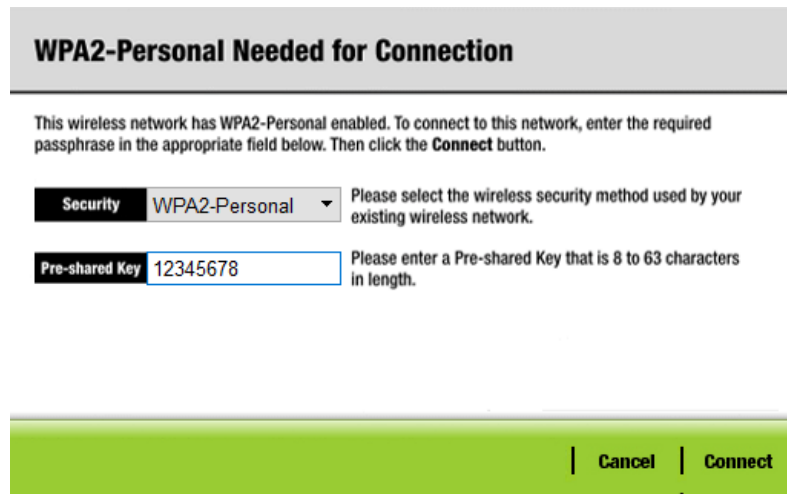 WPA2-Personal Needed for Connection
This wireless network has WPA2-Personal enabled. To connect to this network, enter the required
passphrase in the appropriate field below. Then click the Connect button.
Security WPA2-Personal Please select the wireless security method used by your
existing wireless network.
Pre-shared Key 12345678 Please enter a Pre-shared Key that is 8 to 63 characters
in length.
Cancel Connect